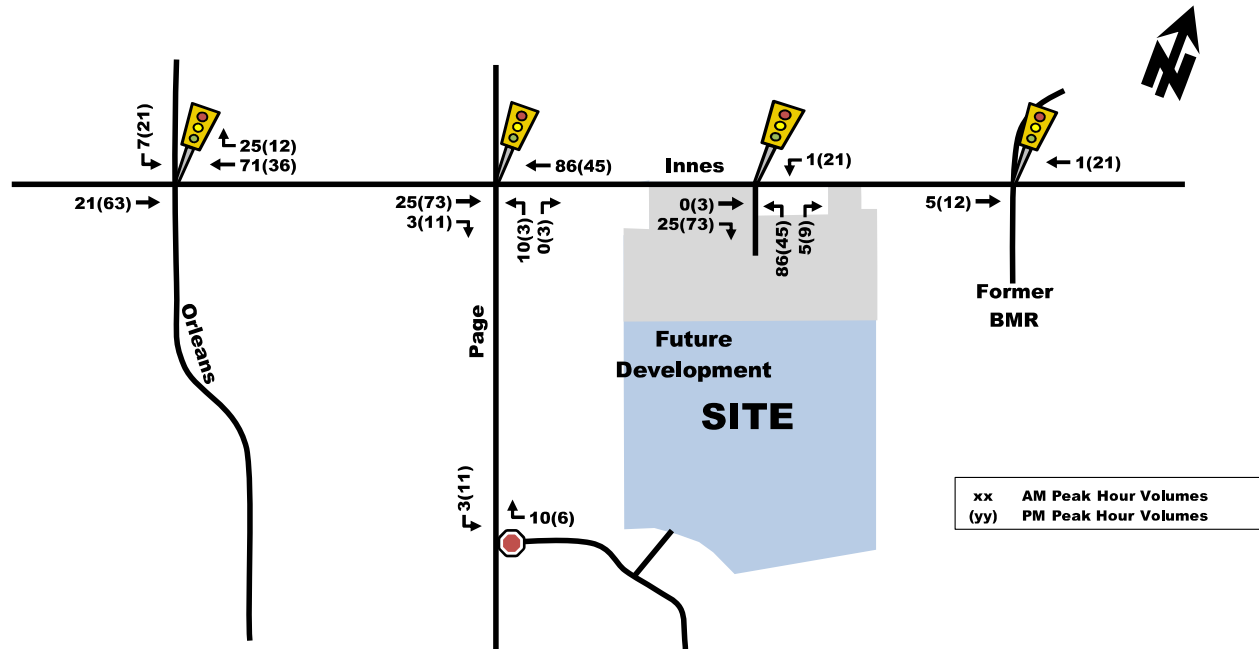 N
7(21)
25(12)
71(36)
21(63)
86(45)
25(73)
3(11)
10(3)
0(3)
Innes
1(21)
0(3)
25(73)
86(45)
5(9)
1(21)
5(12)
Former
BMR
Orleans
Page
Future
Development
SITE
3(11)
10(6)
xx AM Peak Hour Volumes
(yy) PM Peak Hour Volumes